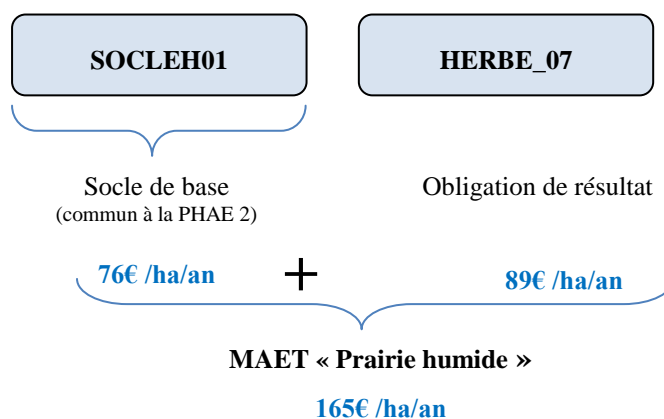 SOCLEH01 HERBE_07
Socle de base Obligation de résultat
(commun à la PHAE 2)
76€ /ha/an + 89€ /ha/an
MAET « Prairie humide »
165€ /ha/an